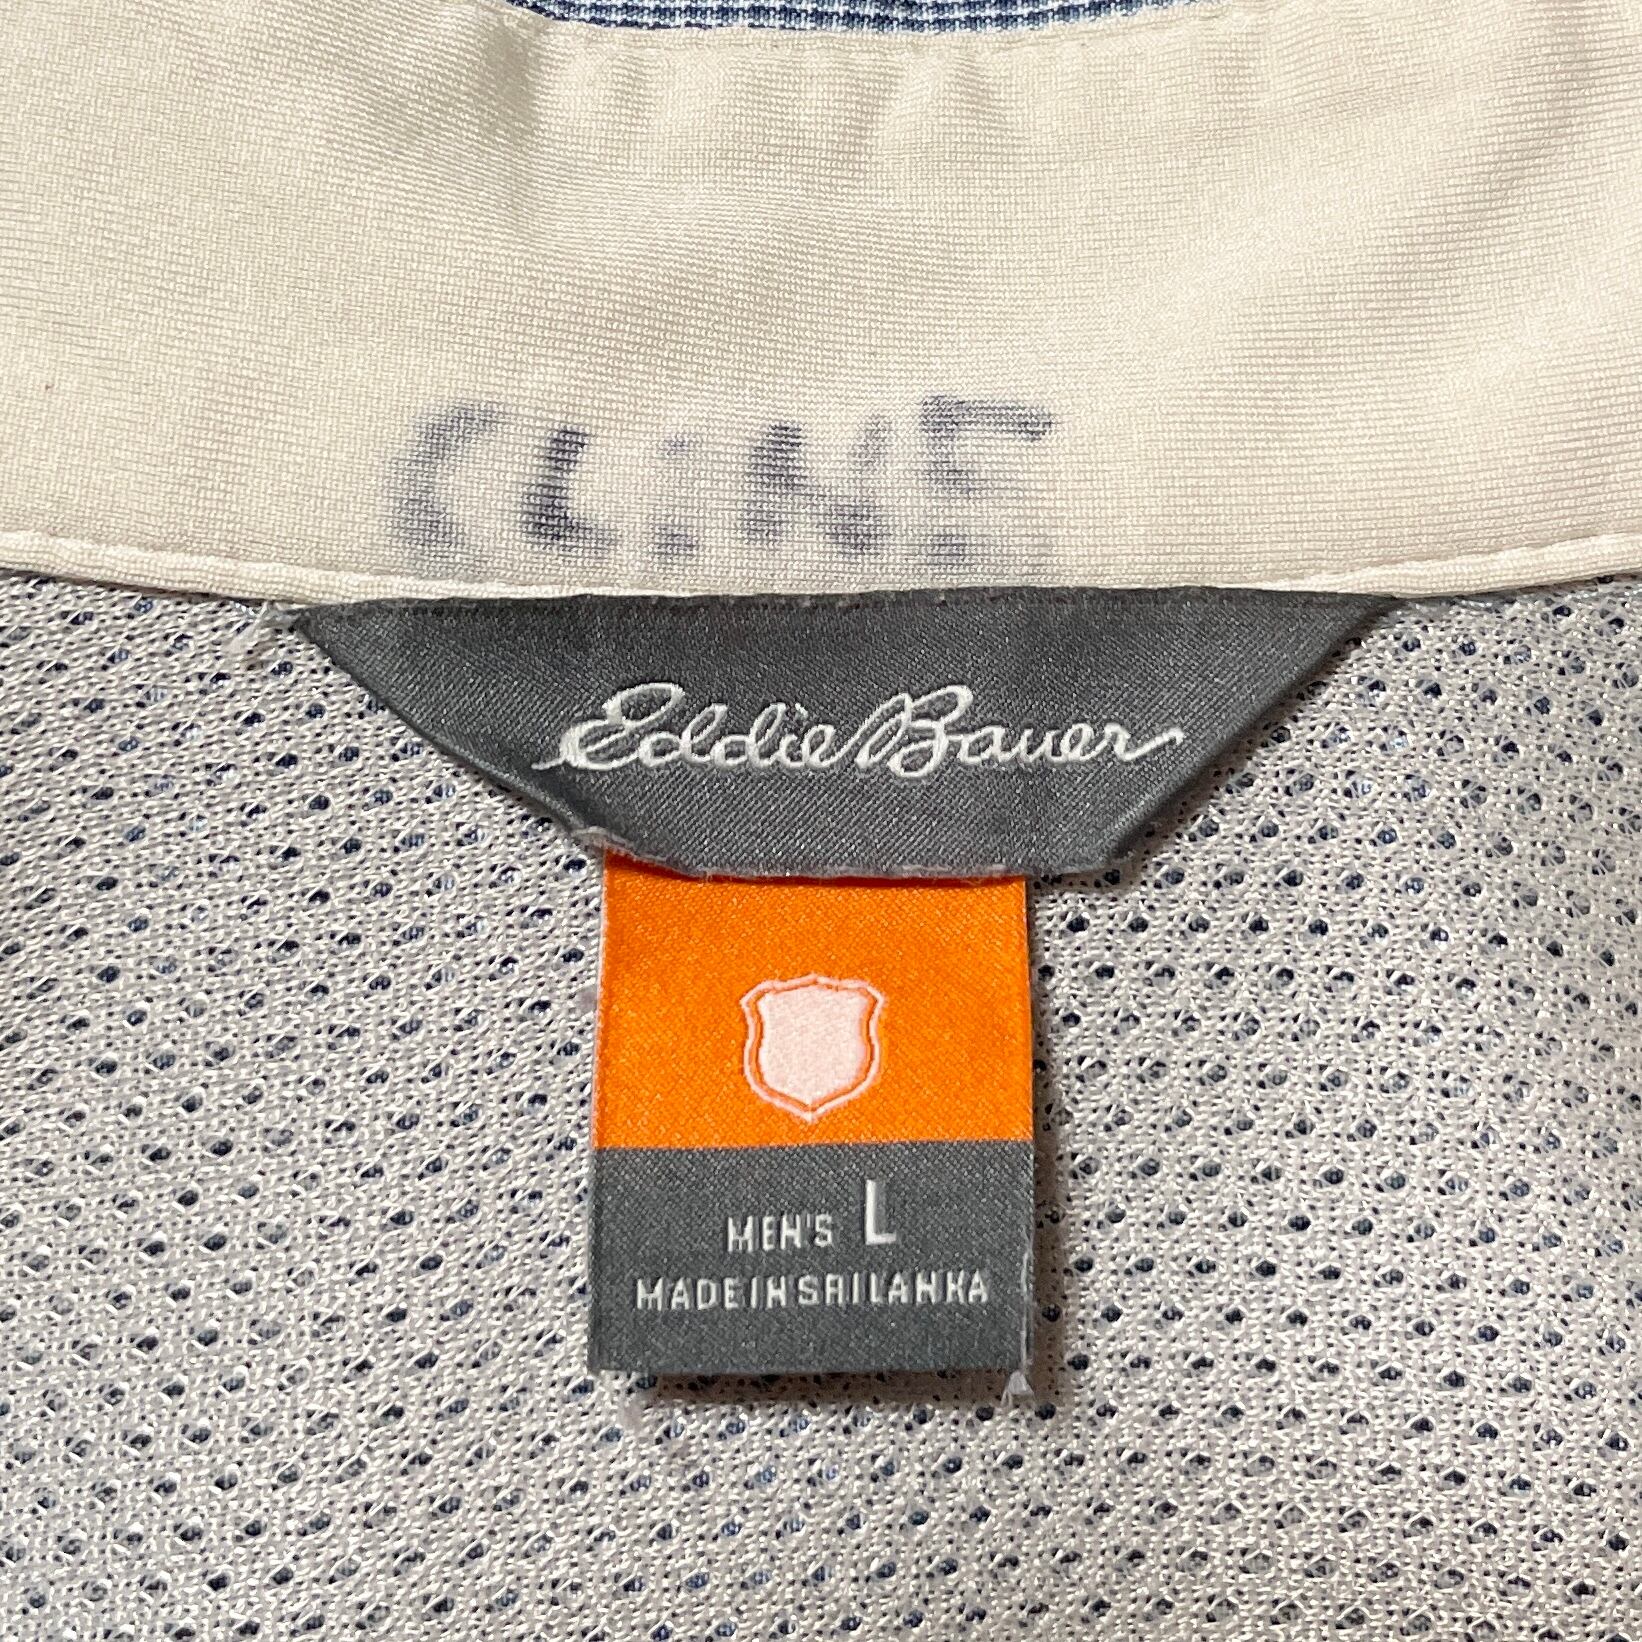 CLINE
Eddie Bauer
MEN'S L
MADE IN SRI LANKA